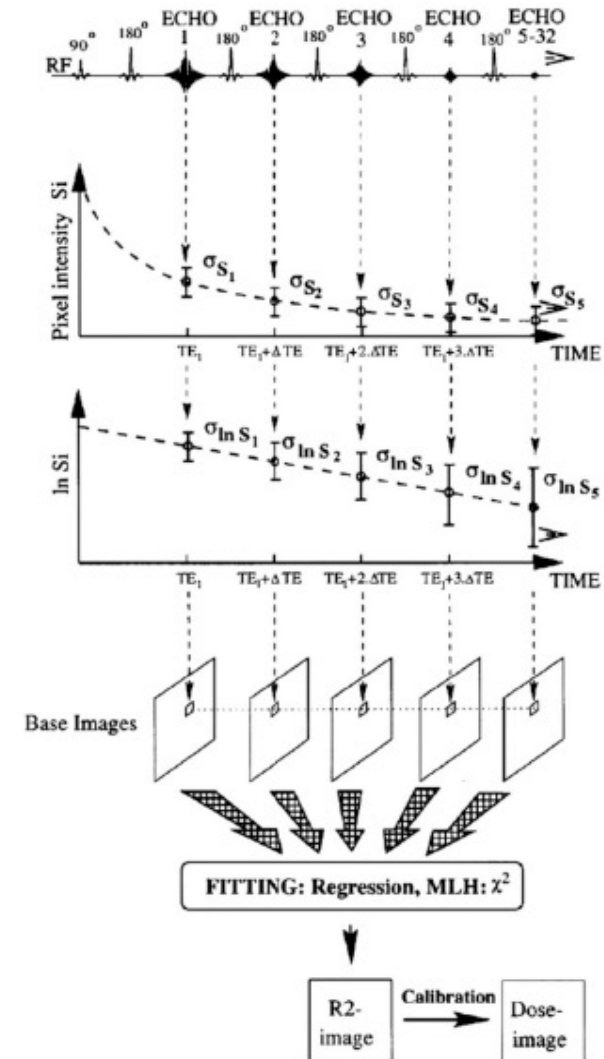 ECHO ECHO ECHO ECHO ECHO
90° 180° 1 180° 2 180° 3 180° 4 180° 5-32
RF
Si
Pixel intensity
σS1 σS2 σS3 σS4 σS5
TE1 TE1+ΔTE TE1+2.ΔTE TE1+3.ΔTE TIME
ln Si
σln S1 σln S2 σln S3 σln S4 σln S5
TE1 TE1+ΔTE TE1+2.ΔTE TE1+3.ΔTE TIME
Base Images
FITTING: Regression, MLH: χ²
R2-
image
Calibration
Dose-
image